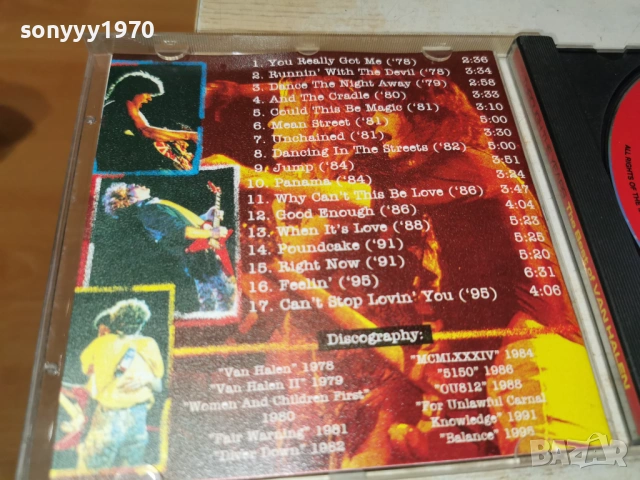 sonyyy1970
1. You Really Got Me ('78) 2:36
2. Runnin' With The Devil ('78) 3:34
3. Dance The Night Away ('79) 2:58
4. And The Cradle ('80) 3:33
5. Could This Be Magic ('81) 3:10
6. Mean Street ('81) 5:00
7. Unchained ('81) 3:30
8. Dancing In The Streets ('82) 5:00
9. Jump ('84) 3:51
10. Panama ('84) 3:24
11. Why Can't This Be Love ('86) 3:47
12. Good Enough ('86) 4:04
13. When It's Love ('88) 5:23
14. Poundcake ('91) 5:25
15. Right Now ('91) 5:20
16. Feelin' ('95) 6:31
17. Can't Stop Lovin' You ('95) 4:06
Discography:
"Van Halen" 1978
"Van Halen II" 1979
"Women And Children First"
1980
"Fair Warning" 1981
"Diver Down" 1982
"MCMLXXXIV" 1984
"5150" 1986
"OU812" 1988
"For Unlawful Carnal
Knowledge" 1991
"Balance" 1995
ALL RIGHTS OF THE
VAN HALEN
BAZAR